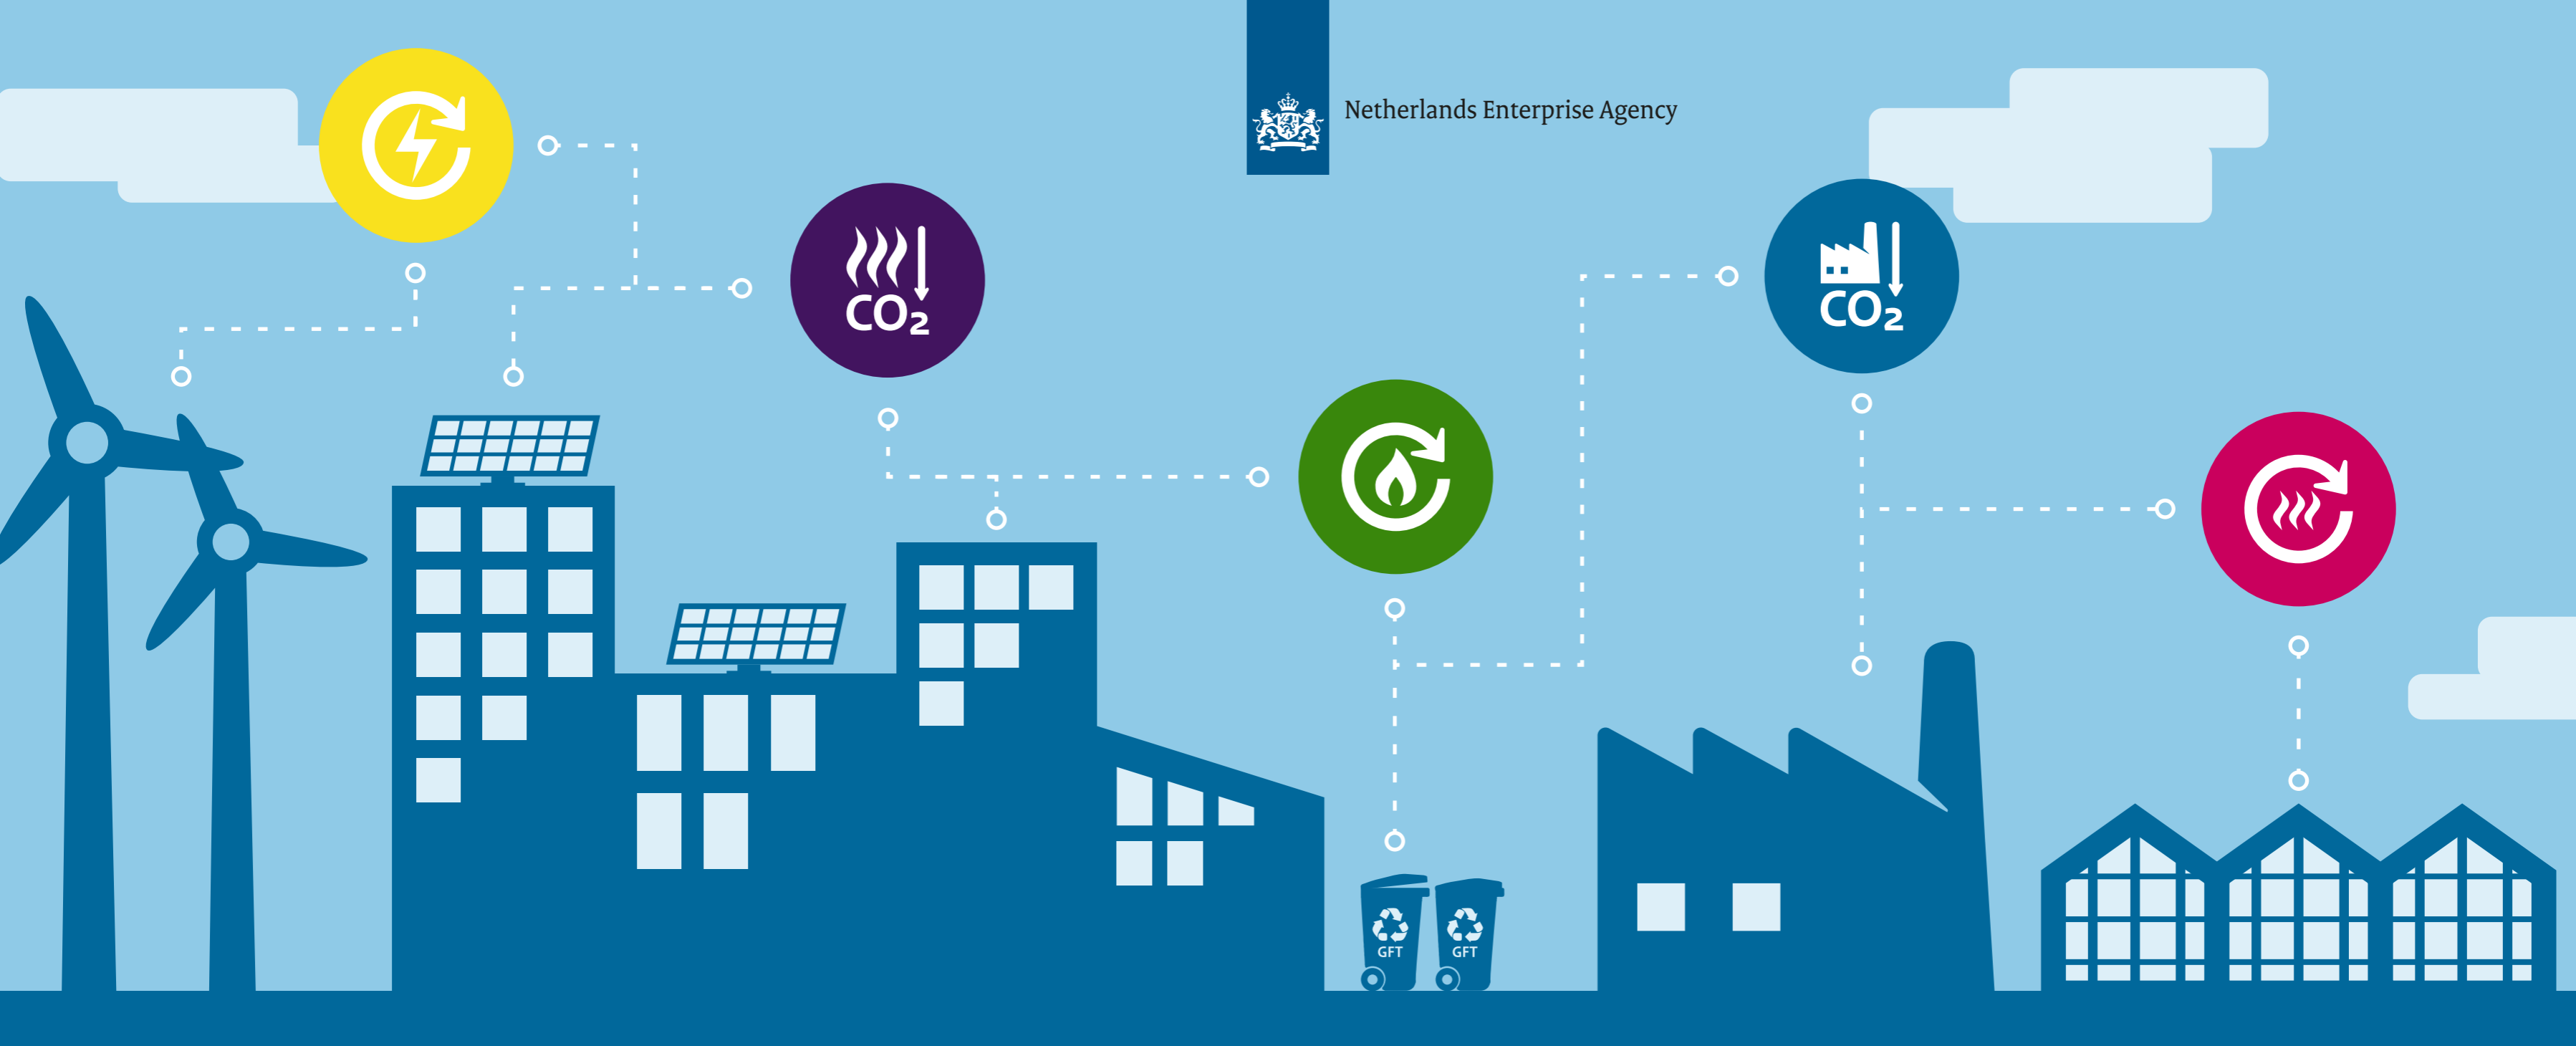 Netherlands Enterprise Agency
CO₂
CO₂
GFT
GFT